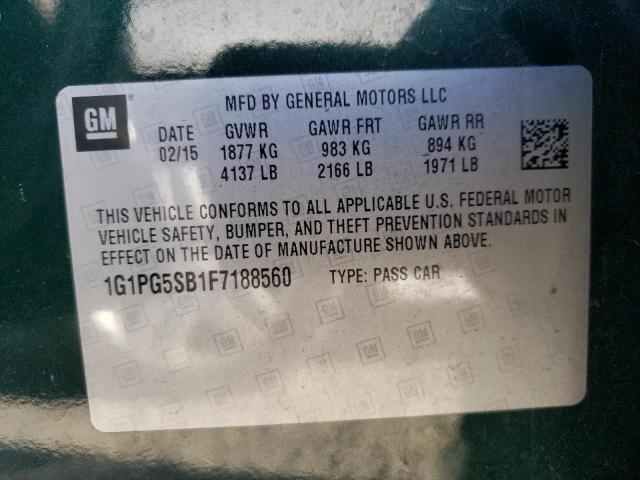 GM
MFD BY GENERAL MOTORS LLC
DATE GVWR GAWR FRT GAWR RR
02/15 1877 KG 983 KG 894 KG
4137 LB 2166 LB 1971 LB
THIS VEHICLE CONFORMS TO ALL APPLICABLE U.S. FEDERAL MOTOR
VEHICLE SAFETY, BUMPER, AND THEFT PREVENTION STANDARDS IN
EFFECT ON THE DATE OF MANUFACTURE SHOWN ABOVE.
1G1PG5SB1F7188560 TYPE: PASS CAR